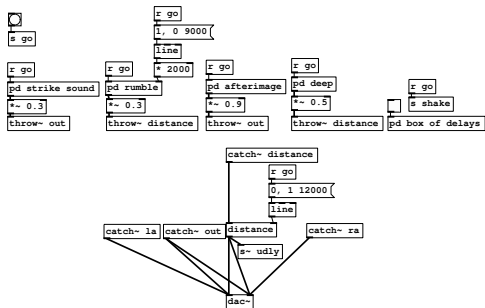 s go
r go
pd strike sound
*~ 0.3
throw~ out
r go
pd rumble
*~ 0.3
throw~ distance
r go
1, 0 9000
line
* 2000
r go
pd afterimage
*~ 0.9
throw~ out
r go
pd deep
*~ 0.5
throw~ distance
r go
s shake
pd box of delays
catch~ distance
r go
0, 1 12000
line
distance
s~ udly
catch~ la
catch~ out
catch~ ra
dac~